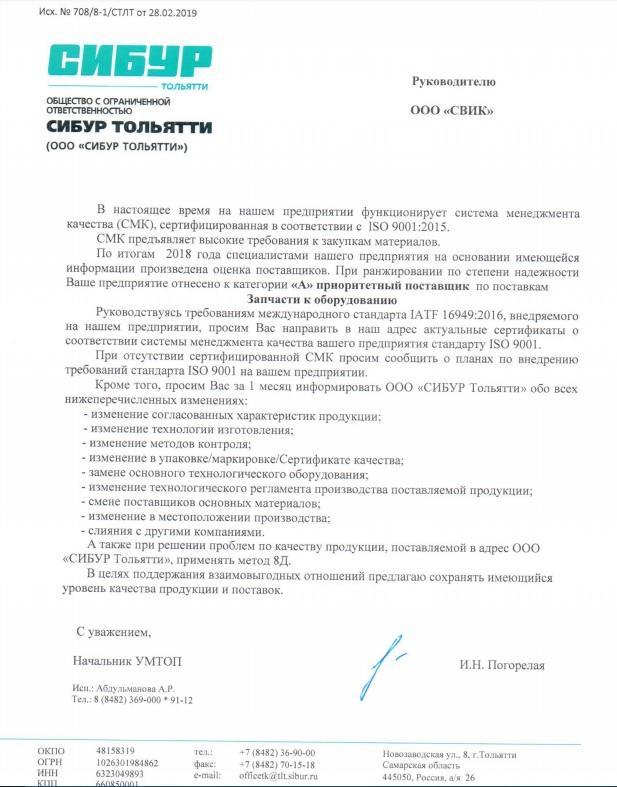 Исх. № 708/8-1/СТЛТ от 28.02.2019
СИБУР
ТОЛЬЯТТИ
ОБЩЕСТВО С ОГРАНИЧЕННОЙ
ОТВЕТСТВЕННОСТЬЮ
СИБУР ТОЛЬЯТТИ
(ООО «СИБУР ТОЛЬЯТТИ»)
Руководителю
ООО «СВИК»
В настоящее время на нашем предприятии функционирует система менеджмента
качества (СМК), сертифицированная в соответствии с ISO 9001:2015.
СМК предъявляет высокие требования к закупкам материалов.
По итогам 2018 года специалистами нашего предприятия на основании имеющейся
информации произведена оценка поставщиков. При ранжировании по степени надежности
Ваше предприятие отнесено к категории «А» приоритетный поставщик по поставкам
Запчасти к оборудованию
Руководствуясь требованиям международного стандарта IATF 16949:2016, внедряемого
на нашем предприятии, просим Вас направить в наш адрес актуальные сертификаты о
соответствии системы менеджмента качества вашего предприятия стандарту ISO 9001.
При отсутствии сертифицированной СМК просим сообщить о планах по внедрению
требований стандарта ISO 9001 на вашем предприятии.
Кроме того, просим Вас за 1 месяц информировать ООО «СИБУР Тольятти» обо всех
нижеперечисленных изменениях:
- изменение согласованных характеристик продукции;
- изменение технологии изготовления;
- изменение методов контроля;
- изменение в упаковке/маркировке/Сертификате качества;
- замене основного технологического оборудования;
- изменение технологического регламента производства поставляемой продукции;
- смене поставщиков основных материалов;
- изменение в местоположении производства;
- слияния с другими компаниями.
А также при решении проблем по качеству продукции, поставляемой в адрес ООО
«СИБУР Тольятти», применять метод 8Д.
В целях поддержания взаимовыгодных отношений предлагаю сохранять имеющийся
уровень качества продукции и поставок.
С уважением,
Начальник УМТОП
И.Н. Погорелая
Исп.: Абдульманова А.Р.
Тел.: 8 (8482) 369-000 * 91-12
ОКПО 48158319
ОГРН 1026301984862
ИНН 6323049893
КПП 660850001
тел.: +7 (8482) 36-90-00
факс: +7 (8482) 70-15-18
e-mail: officetk@tlt.sibur.ru
Новозаводская ул., 8, г.Тольятти
Самарская область
445050, Россия, а/я 26